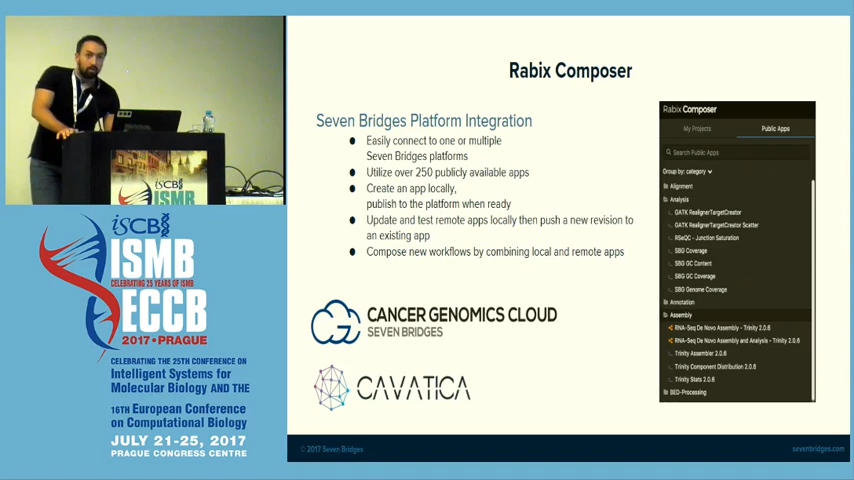 iSCB
ISMB
Rabix Composer
Seven Bridges Platform Integration
Easily connect to one or multiple
Seven Bridges platforms
Utilize over 250 publicly available apps
Create an app locally,
publish to the platform when ready
Update and test remote apps locally then push a new revision to
an existing app
Compose new workflows by combining local and remote apps
CANCER GENOMICS CLOUD
SEVEN BRIDGES
CAVATICA
Rabix Composer
My Projects
Public Apps
Search Public Apps
Group by: category
Alignment
Analysis
GATK RealignerTargetCreator
GATK RealignerTargetCreator Scatter
RSeQC - Junction Saturation
SBG Coverage
SBG GC Content
SBG GC Coverage
SBG Genome Coverage
Annotation
Assembly
RNA-Seq De Novo Assembly - Trinity 2.0.6
RNA-Seq De Novo Assembly and Analysis - Trinity 2.0.6
Trinity Assembler 2.0.6
Trinity Component Distribution 2.0.6
Trinity Stats 2.0.6
BED-Processing
© 2017 Seven Bridges
sevenbridges.com
iSCB
ISMB
CELEBRATING 25 YEARS OF ISMB
ECCB
2017 • PRAGUE
CELEBRATING THE 25TH CONFERENCE ON
Intelligent Systems for
Molecular Biology AND THE
16TH European Conference
on Computational Biology
JULY 21-25, 2017
PRAGUE CONGRESS CENTRE